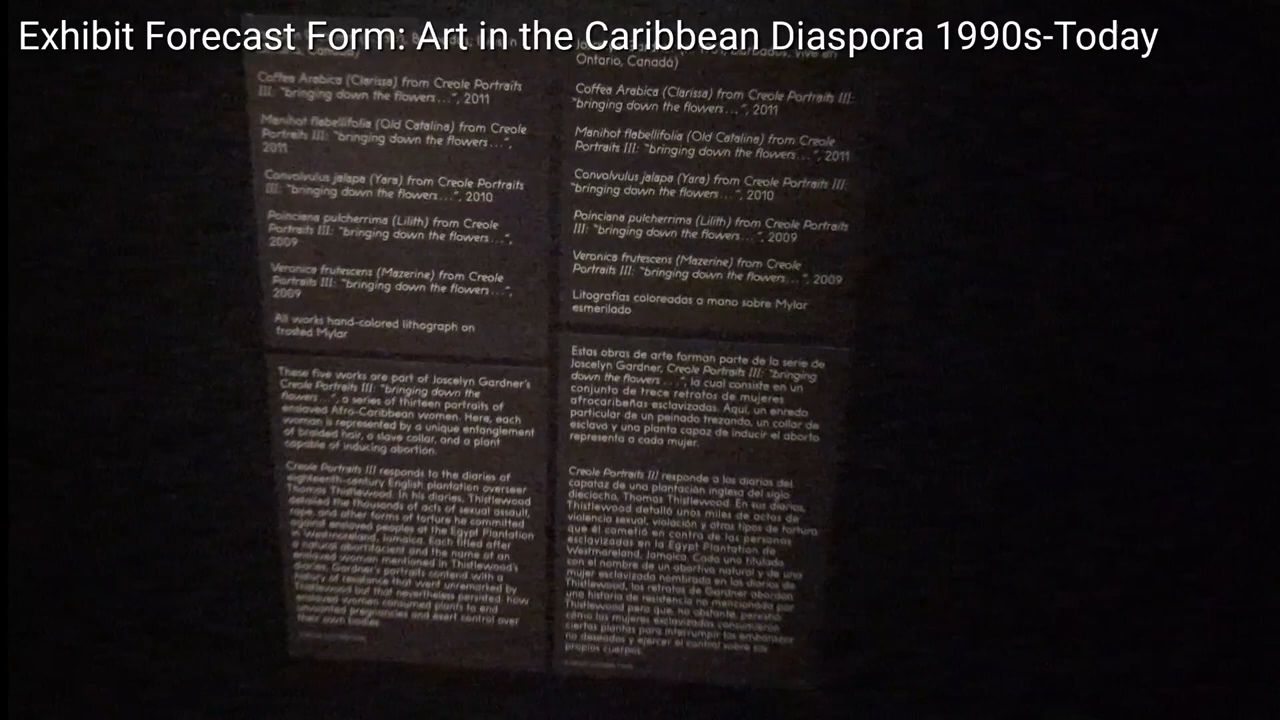 Exhibit Forecast Form: Art in the Caribbean Diaspora 1990s-Today
Coffea Arabica (Clarissa) from Creole Portraits
III: "bringing down the flowers...", 2011
Manihot flabellifolia (Old Catalina) from Creole
Portraits III: "bringing down the flowers...",
2011
Convolvulus jalapa (Yara) from Creole Portraits
III: "bringing down the flowers...", 2010
Poinciana pulcherrima (Lilith) from Creole
Portraits III: "bringing down the flowers...",
2009
Veronica frutescens (Mazerine) from Creole
Portraits III: "bringing down the flowers...",
2009
All works hand-colored lithograph on
frosted Mylar
These five works are part of Joscelyn Gardner's
Creole Portraits III: "bringing down the
flowers...", a series of thirteen portraits of
enslaved Afro-Caribbean women. Here, each
woman is represented by a unique entanglement
of braided hair, a slave collar, and a plant
capable of inducing abortion.
Creole Portraits III responds to the diaries of
eighteenth-century English plantation overseer
Thomas Thistlewood. In his diaries, Thistlewood
detailed the thousands of acts of sexual assault,
rape, and other forms of torture he committed
against enslaved peoples at the Egypt Plantation
in Westmoreland, Jamaica. Each titled after
a natural abortifacient and the name of an
enslaved woman mentioned in Thistlewood's
diaries, Gardner's portraits contend with a
history of resistance that went unremarked by
Thistlewood but that nevertheless persisted: how
enslaved women consumed plants to end
unwanted pregnancies and exert control over
their own bodies.
Ontario, Canadá)
Coffea Arabica (Clarissa) from Creole Portraits III:
"bringing down the flowers...", 2011
Manihot flabellifolia (Old Catalina) from Creole
Portraits III: "bringing down the flowers...", 2011
Convolvulus jalapa (Yara) from Creole Portraits III:
"bringing down the flowers...", 2010
Poinciana pulcherrima (Lilith) from Creole Portraits
III: "bringing down the flowers...", 2009
Veronica frutescens (Mazerine) from Creole
Portraits III: "bringing down the flowers...", 2009
Litografías coloreadas a mano sobre Mylar
esmerilado
Estas obras de arte forman parte de la serie de
Joscelyn Gardner, Creole Portraits III: "bringing
down the flowers...", la cual consiste en un
conjunto de trece retratos de mujeres
afrocaribeñas esclavizadas. Aquí, un enredo
particular de un peinado trezando, un collar de
esclava y una planta capaz de inducir el aborto
representa a cada mujer.
Creole Portraits III responde a los diarios del
capataz de una plantación inglesa del siglo
dieciocho, Thomas Thistlewood. En sus diarios,
Thistlewood detalló unos miles de actos de
violencia sexual, violación y otros tipos de tortura
que él cometió en contra de las personas
esclavizadas en la Egypt Plantation de
Westmoreland, Jamaica. Cada una titulada
con el nombre de un abortivo natural y de una
mujer esclavizada nombrada en los diarios de
Thistlewood, los retratos de Gardner abordan
una historia de resistencia no mencionada por
Thistlewood pero que, no obstante, persistió:
cómo las mujeres esclavizadas consumieron
ciertas plantas para interrumpir los embarazos
no deseados y ejercer el control sobre sus
propios cuerpos.